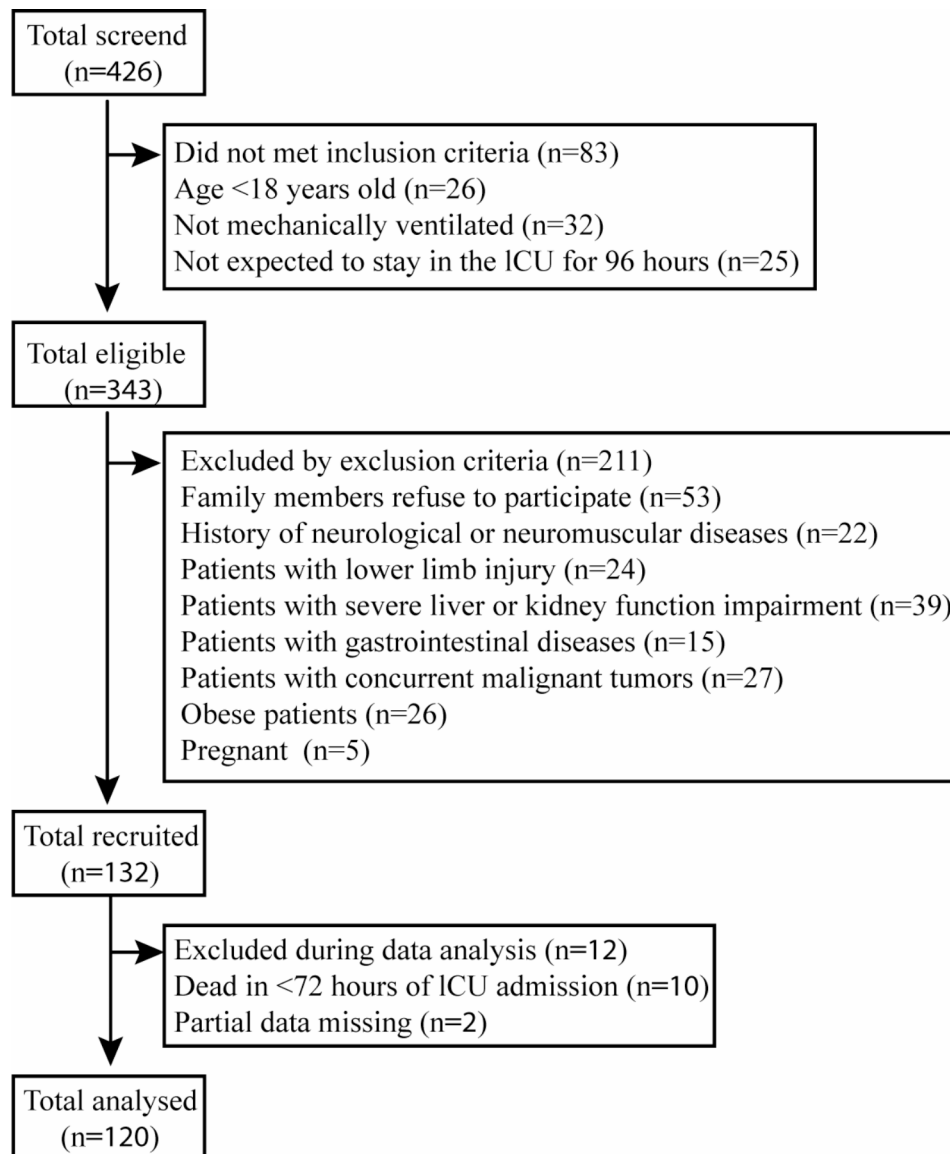 Total screend
(n=426)
Did not met inclusion criteria (n=83)
Age <18 years old (n=26)
Not mechanically ventilated (n=32)
Not expected to stay in the lCU for 96 hours (n=25)
Total eligible
(n=343)
Excluded by exclusion criteria (n=211)
Family members refuse to participate (n=53)
History of neurological or neuromuscular diseases (n=22)
Patients with lower limb injury (n=24)
Patients with severe liver or kidney function impairment (n=39)
Patients with gastrointestinal diseases (n=15)
Patients with concurrent malignant tumors (n=27)
Obese patients (n=26)
Pregnant (n=5)
Total recruited
(n=132)
Excluded during data analysis (n=12)
Dead in <72 hours of lCU admission (n=10)
Partial data missing (n=2)
Total analysed
(n=120)